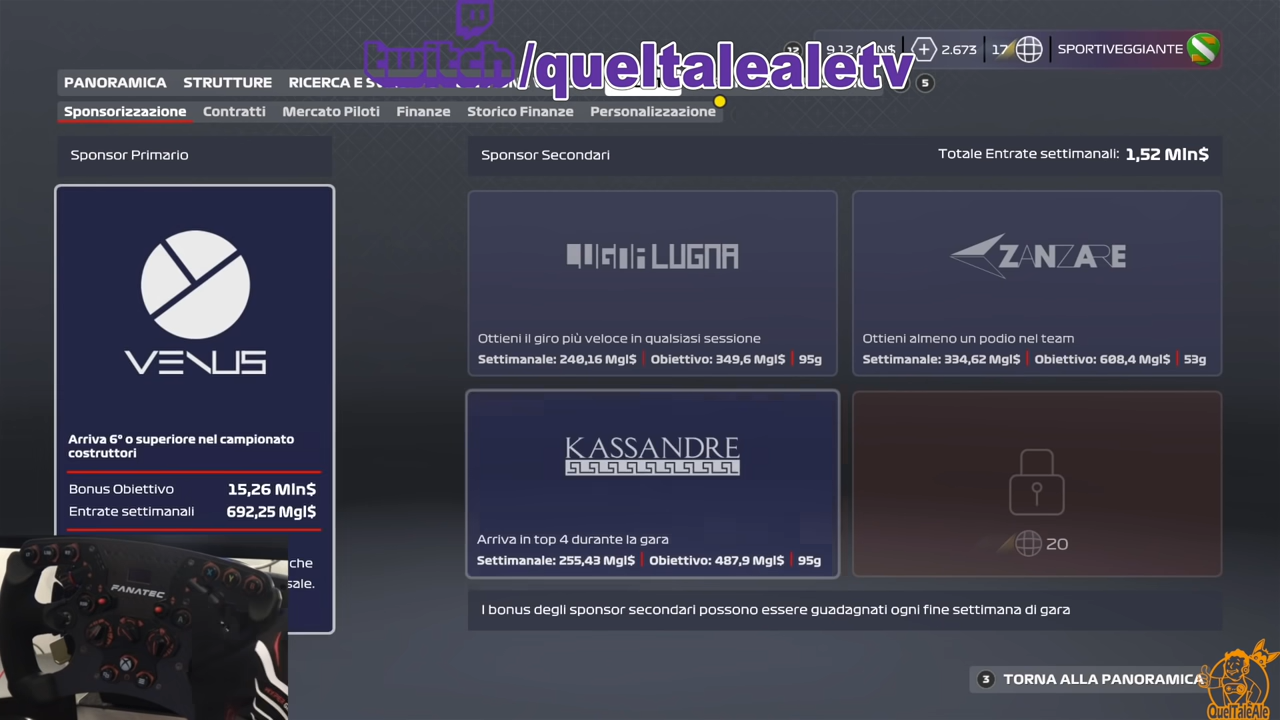 twitch/queltalealetv
9,12 MLN$ 2.673 17 SPORTIVEGGIANTE
PANORAMICA STRUTTURE RICERCA E 5
Sponsorizzazione Contratti Mercato Piloti Finanze Storico Finanze Personalizzazione
Sponsor Primario
VENUS
Arriva 6° o superiore nel campionato
costruttori
Bonus Obiettivo 15,26 Mln$
Entrate settimanali 692,25 Mgl$
che
Sponsor Secondari Totale Entrate settimanali: 1,52 Mln$
LUGNA
Ottieni il giro più veloce in qualsiasi sessione
Settimanale: 240,16 Mgl$ Obiettivo: 349,6 Mgl$ 95g
ZANZARE
Ottieni almeno un podio nel team
Settimanale: 334,62 Mgl$ Obiettivo: 608,4 Mgl$ 53g
KASSANDRE
Arriva in top 4 durante la gara
Settimanale: 255,43 Mgl$ Obiettivo: 487,9 Mgl$ 95g
20
I bonus degli sponsor secondari possono essere guadagnati ogni fine settimana di gara
3 TORNA ALLA PANORAMICA
QuelTaleAle
FANATEC